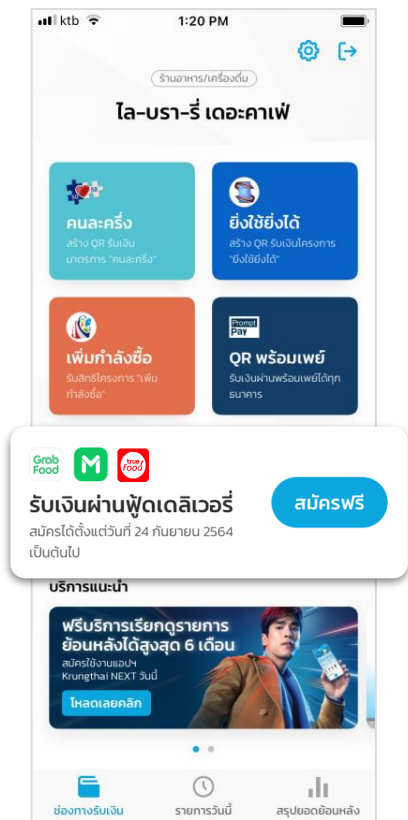 ktb
1:20 PM
ร้านอาหาร/เครื่องดื่ม
ไล-บรา-รี่ เดอะคาเฟ่
50
คนละครึ่ง
สร้าง QR รับเงิน
มาตรการ "คนละครึ่ง"
ยิ่งใช้ยิ่งได้
สร้าง QR รับเงินโครงการ
"ยิ่งใช้ยิ่งได้"
เพิ่มกำลังซื้อ
รับสิทธิโครงการ "เพิ่ม
กำลังซื้อ"
Prompt
Pay
QR พร้อมเพย์
รับเงินผ่านพร้อมเพย์ได้ทุก
ธนาคาร
Grab
Food
M
true
food
รับเงินผ่านฟู้ดเดลิเวอรี่
สมัครได้ตั้งแต่วันที่ 24 กันยายน 2564
เป็นต้นไป
สมัครฟรี
บริการแนะนำ
ฟรีบริการเรียกดูรายการ
ย้อนหลังได้สูงสุด 6 เดือน
สมัครใช้งานแอปฯ
Krungthai NEXT วันนี้
โหลดเลยคลิก
ช่องทางรับเงิน
รายการวันนี้
สรุปยอดย้อนหลัง